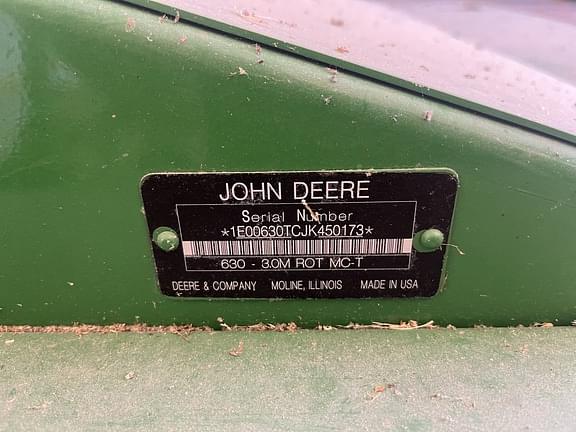 JOHN DEERE
Serial Number
*1E00630TCJK450173*
630 - 3.0M ROT MC-T
DEERE & COMPANY MOLINE, ILLINOIS MADE IN USA